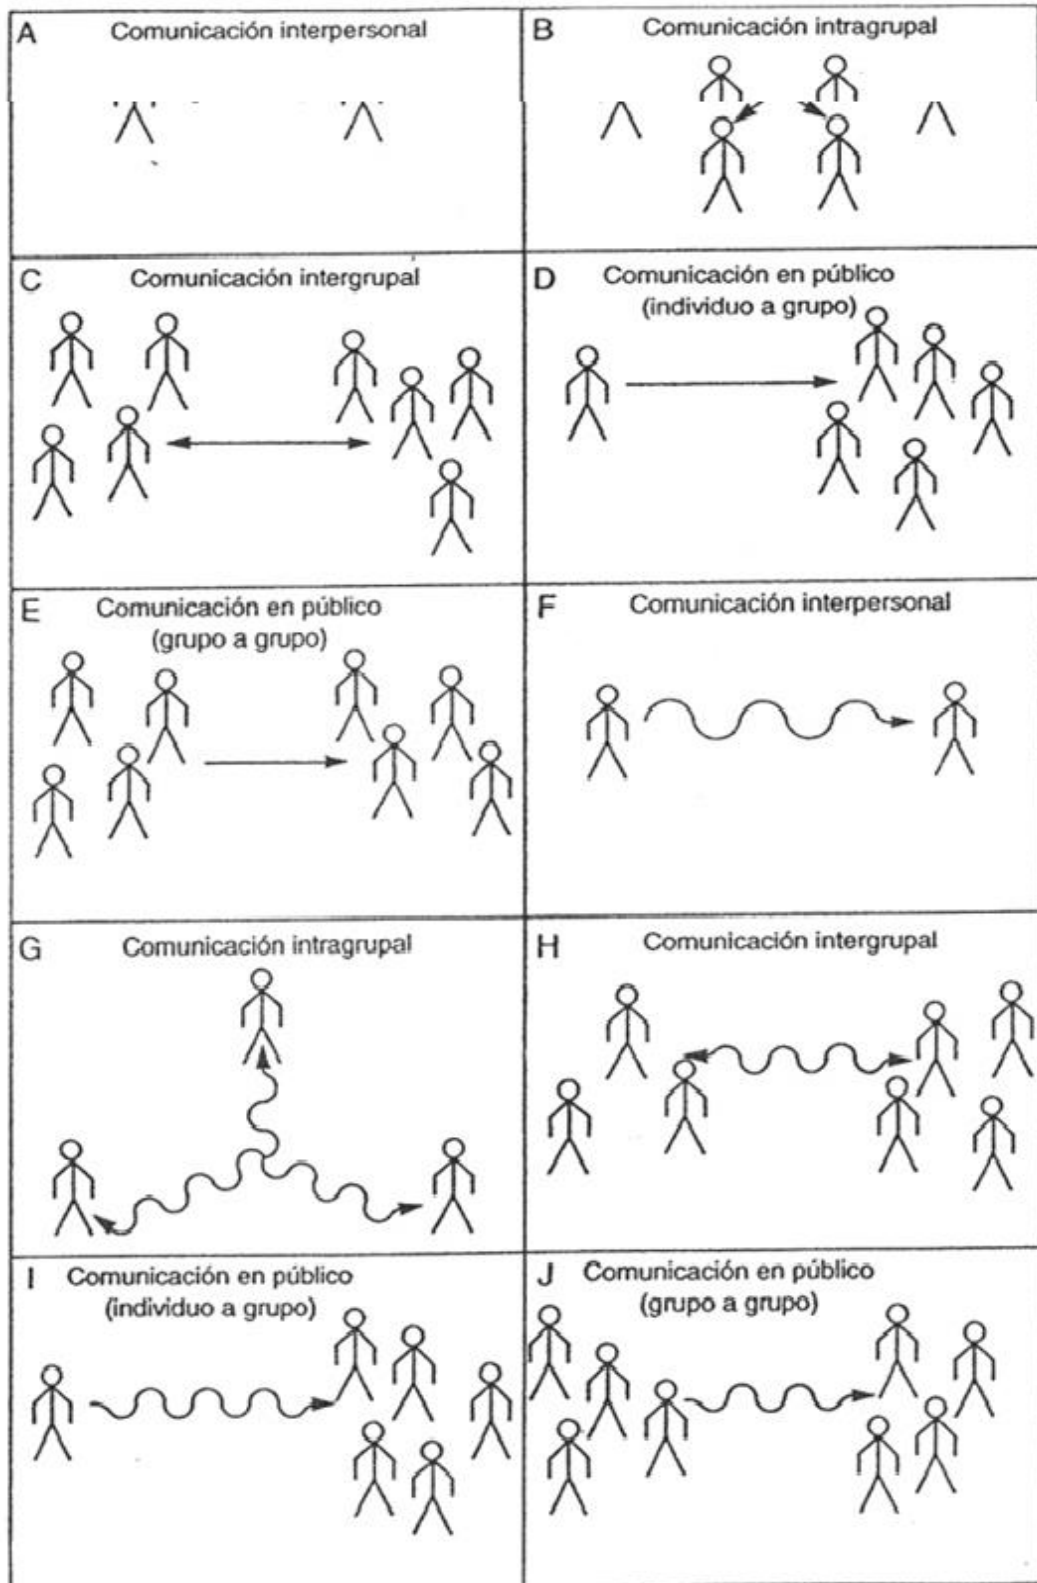 A
Comunicación interpersonal
B
Comunicación intragrupal
C
Comunicación intergrupal
D
Comunicación en público
(individuo a grupo)
E
Comunicación en público
(grupo a grupo)
F
Comunicación interpersonal
G
Comunicación intragrupal
H
Comunicación intergrupal
I
Comunicación en público
(individuo a grupo)
J
Comunicación en público
(grupo a grupo)